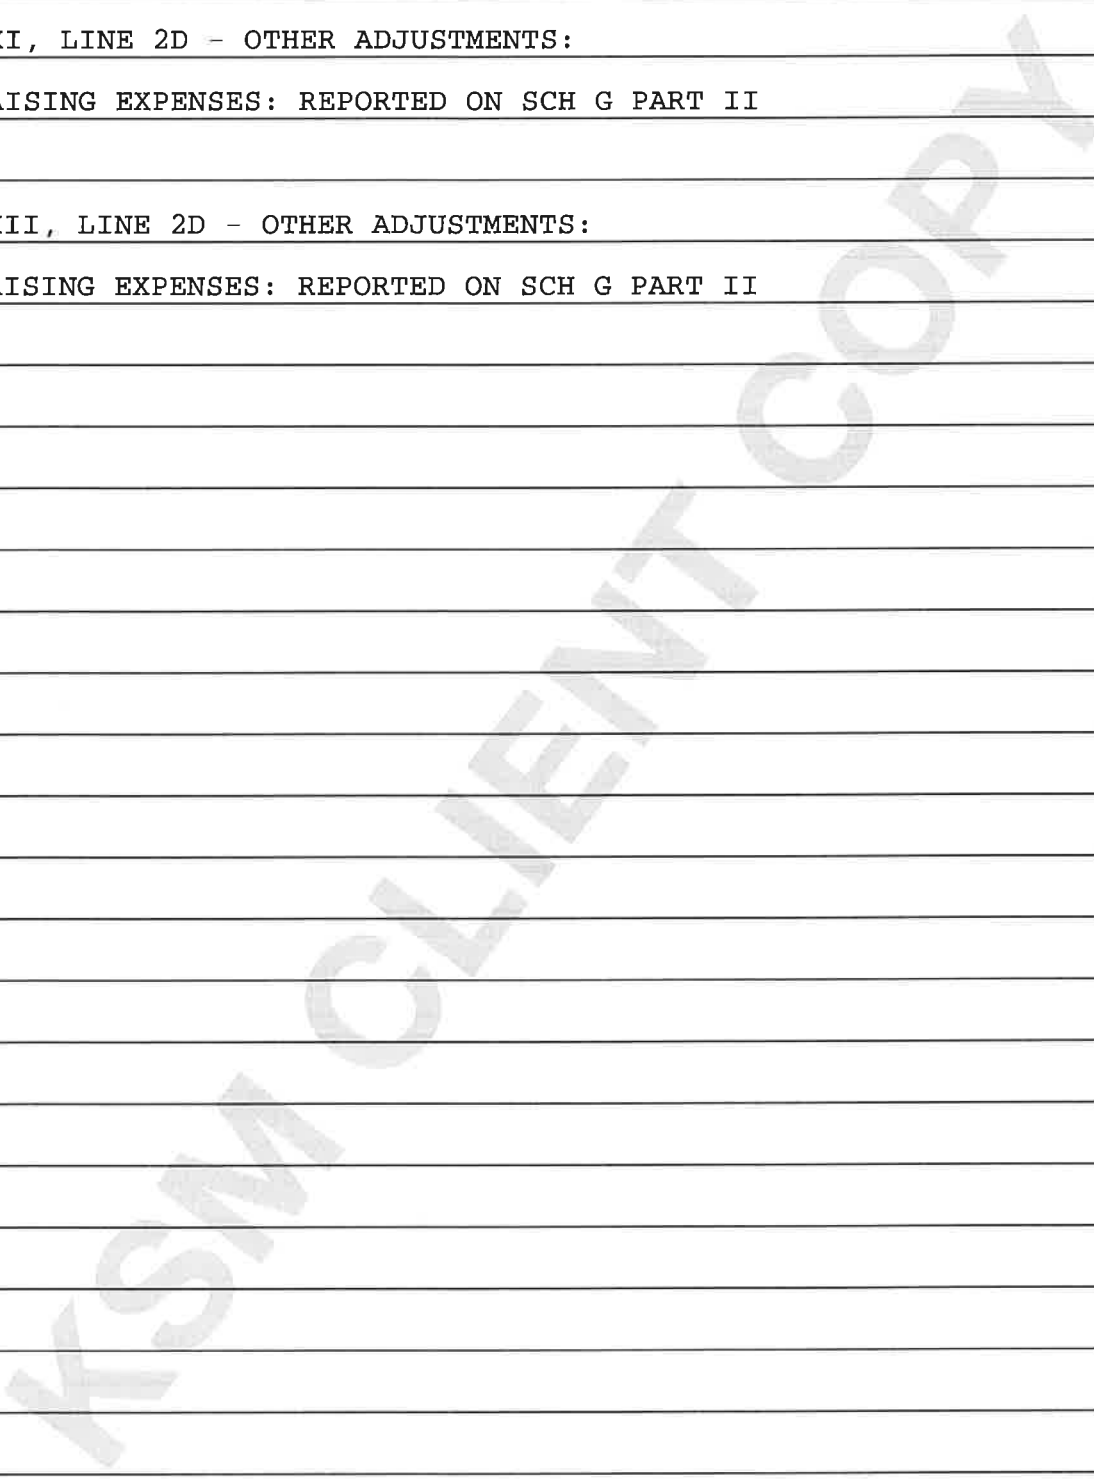 XI, LINE 2D – OTHER ADJUSTMENTS:
AISING EXPENSES: REPORTED ON SCH G PART II
III, LINE 2D – OTHER ADJUSTMENTS:
AISING EXPENSES: REPORTED ON SCH G PART II
KSM CLIENT COPY